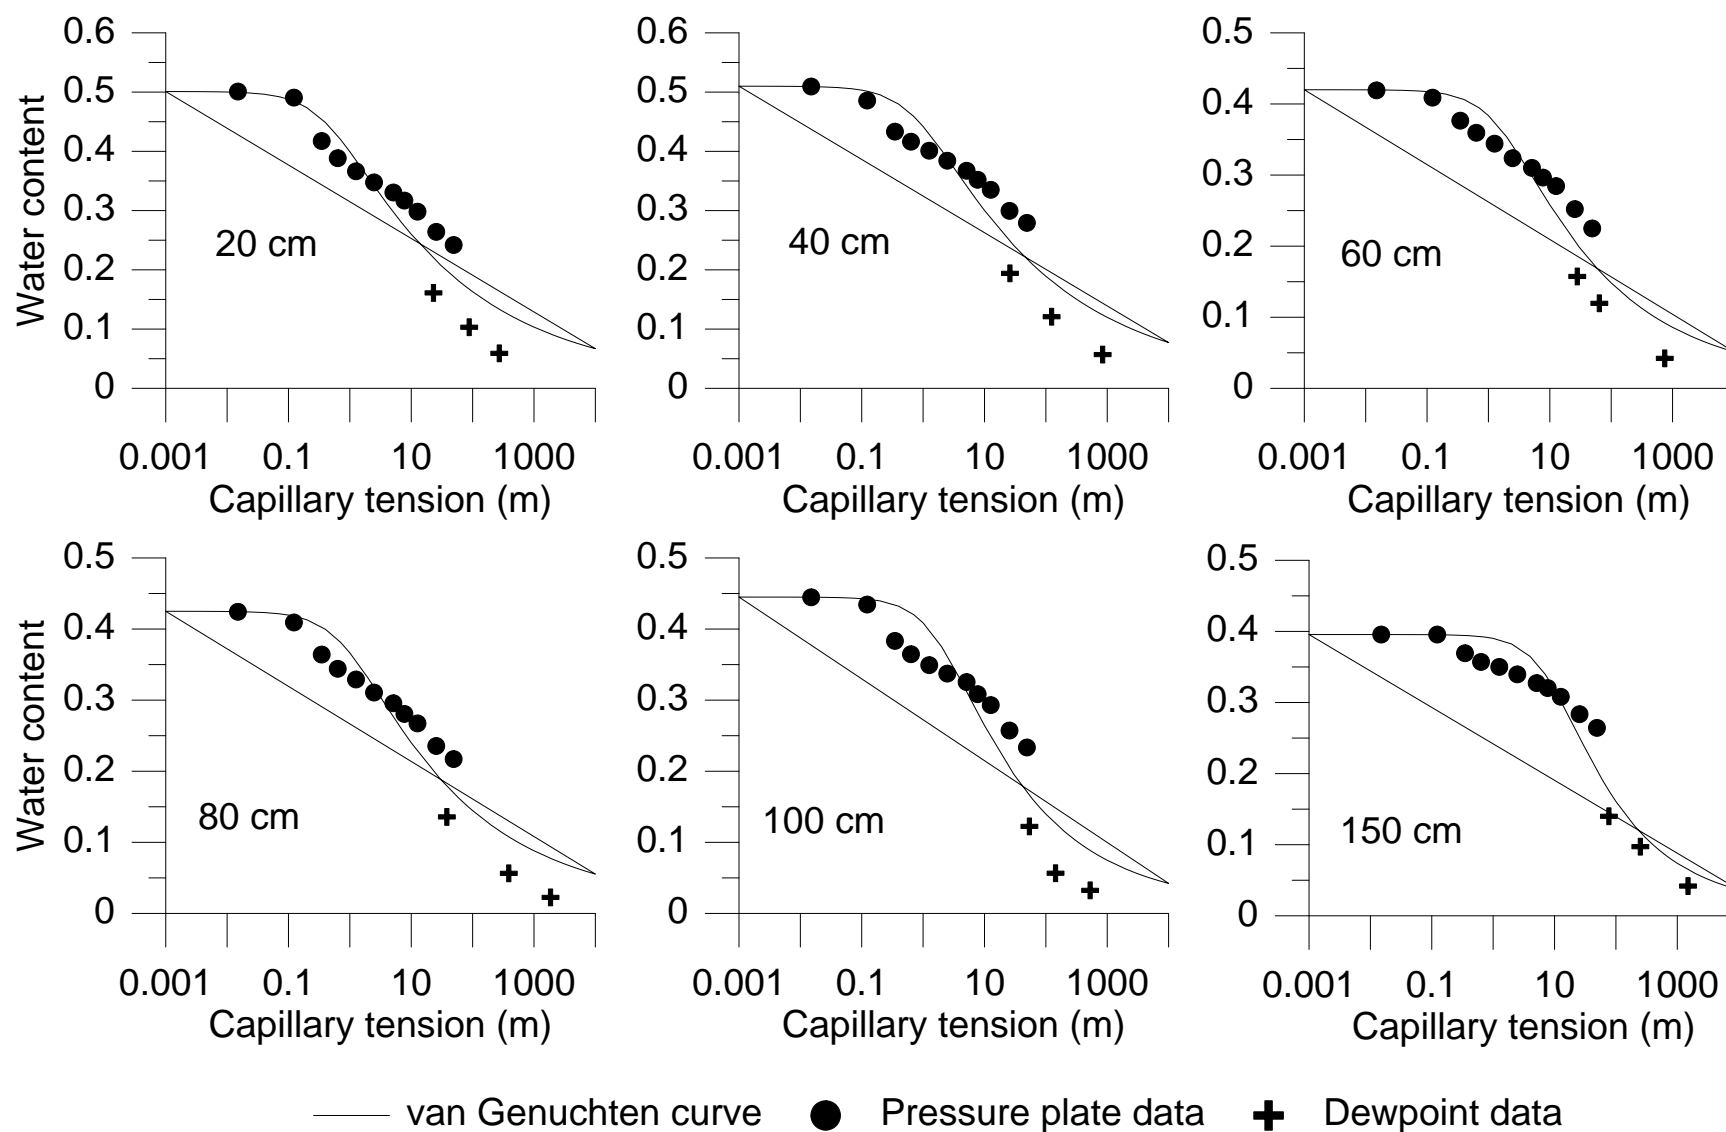 0.6
0.5
0.4
0.3
0.2
0.1
0
Water content
20 cm
0.001 0.1 10 1000
Capillary tension (m)
0.6
0.5
0.4
0.3
0.2
0.1
0
40 cm
0.001 0.1 10 1000
Capillary tension (m)
0.5
0.4
0.3
0.2
0.1
0
60 cm
0.001 0.1 10 1000
Capillary tension (m)
0.5
0.4
0.3
0.2
0.1
0
Water content
80 cm
0.001 0.1 10 1000
Capillary tension (m)
0.5
0.4
0.3
0.2
0.1
0
100 cm
0.001 0.1 10 1000
Capillary tension (m)
0.5
0.4
0.3
0.2
0.1
0
150 cm
0.001 0.1 10 1000
Capillary tension (m)
van Genuchten curve Pressure plate data Dewpoint data